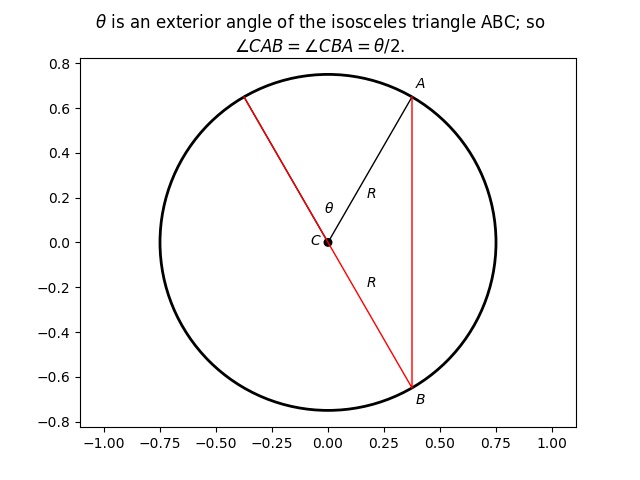 θ is an exterior angle of the isosceles triangle ABC; so
∠CAB = ∠CBA = θ/2.
0.8
0.6
0.4
0.2
0.0
−0.2
−0.4
−0.6
−0.8
A
R
θ
C
R
B
−1.00 −0.75 −0.50 −0.25 0.00 0.25 0.50 0.75 1.00